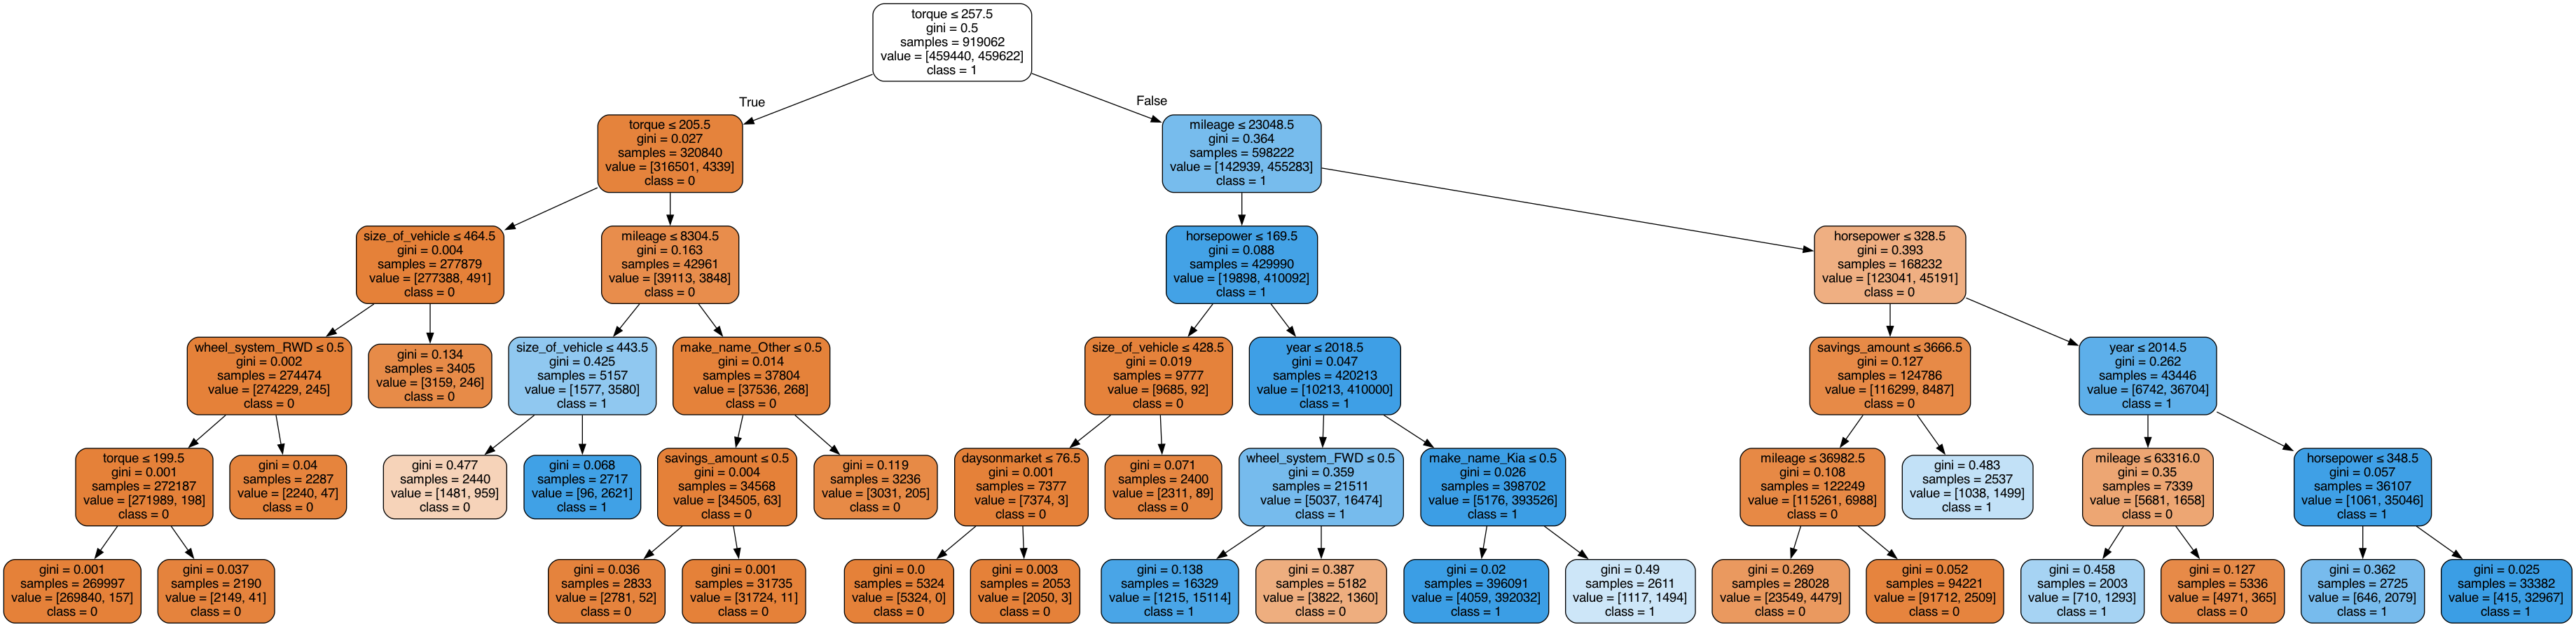 torque ≤ 257.5
gini = 0.5
samples = 919062
value = [459440, 459622]
class = 1
True
False
torque ≤ 205.5
gini = 0.027
samples = 320840
value = [316501, 4339]
class = 0
mileage ≤ 23048.5
gini = 0.364
samples = 598222
value = [142939, 455283]
class = 1
size_of_vehicle ≤ 464.5
gini = 0.004
samples = 277879
value = [277388, 491]
class = 0
mileage ≤ 8304.5
gini = 0.163
samples = 42961
value = [39113, 3848]
class = 0
horsepower ≤ 169.5
gini = 0.088
samples = 429990
value = [19898, 410092]
class = 1
horsepower ≤ 328.5
gini = 0.393
samples = 168232
value = [123041, 45191]
class = 0
wheel_system_RWD ≤ 0.5
gini = 0.002
samples = 274474
value = [274229, 245]
class = 0
gini = 0.134
samples = 3405
value = [3159, 246]
class = 0
size_of_vehicle ≤ 443.5
gini = 0.425
samples = 5157
value = [1577, 3580]
class = 1
make_name_Other ≤ 0.5
gini = 0.014
samples = 37804
value = [37536, 268]
class = 0
size_of_vehicle ≤ 428.5
gini = 0.019
samples = 9777
value = [9685, 92]
class = 0
year ≤ 2018.5
gini = 0.047
samples = 420213
value = [10213, 410000]
class = 1
savings_amount ≤ 3666.5
gini = 0.127
samples = 124786
value = [116299, 8487]
class = 0
year ≤ 2014.5
gini = 0.262
samples = 43446
value = [6742, 36704]
class = 1
torque ≤ 199.5
gini = 0.001
samples = 272187
value = [271989, 198]
class = 0
gini = 0.04
samples = 2287
value = [2240, 47]
class = 0
gini = 0.477
samples = 2440
value = [1481, 959]
class = 0
gini = 0.068
samples = 2717
value = [96, 2621]
class = 1
savings_amount ≤ 0.5
gini = 0.004
samples = 34568
value = [34505, 63]
class = 0
gini = 0.119
samples = 3236
value = [3031, 205]
class = 0
daysonmarket ≤ 76.5
gini = 0.001
samples = 7377
value = [7374, 3]
class = 0
gini = 0.071
samples = 2400
value = [2311, 89]
class = 0
wheel_system_FWD ≤ 0.5
gini = 0.359
samples = 21511
value = [5037, 16474]
class = 1
make_name_Kia ≤ 0.5
gini = 0.026
samples = 398702
value = [5176, 393526]
class = 1
mileage ≤ 36982.5
gini = 0.108
samples = 122249
value = [115261, 6988]
class = 0
gini = 0.483
samples = 2537
value = [1038, 1499]
class = 1
mileage ≤ 63316.0
gini = 0.35
samples = 7339
value = [5681, 1658]
class = 0
horsepower ≤ 348.5
gini = 0.057
samples = 36107
value = [1061, 35046]
class = 1
gini = 0.001
samples = 269997
value = [269840, 157]
class = 0
gini = 0.037
samples = 2190
value = [2149, 41]
class = 0
gini = 0.036
samples = 2833
value = [2781, 52]
class = 0
gini = 0.001
samples = 31735
value = [31724, 11]
class = 0
gini = 0.0
samples = 5324
value = [5324, 0]
class = 0
gini = 0.003
samples = 2053
value = [2050, 3]
class = 0
gini = 0.138
samples = 16329
value = [1215, 15114]
class = 1
gini = 0.387
samples = 5182
value = [3822, 1360]
class = 0
gini = 0.02
samples = 396091
value = [4059, 392032]
class = 1
gini = 0.49
samples = 2611
value = [1117, 1494]
class = 1
gini = 0.269
samples = 28028
value = [23549, 4479]
class = 0
gini = 0.052
samples = 94221
value = [91712, 2509]
class = 0
gini = 0.458
samples = 2003
value = [710, 1293]
class = 1
gini = 0.127
samples = 5336
value = [4971, 365]
class = 0
gini = 0.362
samples = 2725
value = [646, 2079]
class = 1
gini = 0.025
samples = 33382
value = [415, 32967]
class = 1